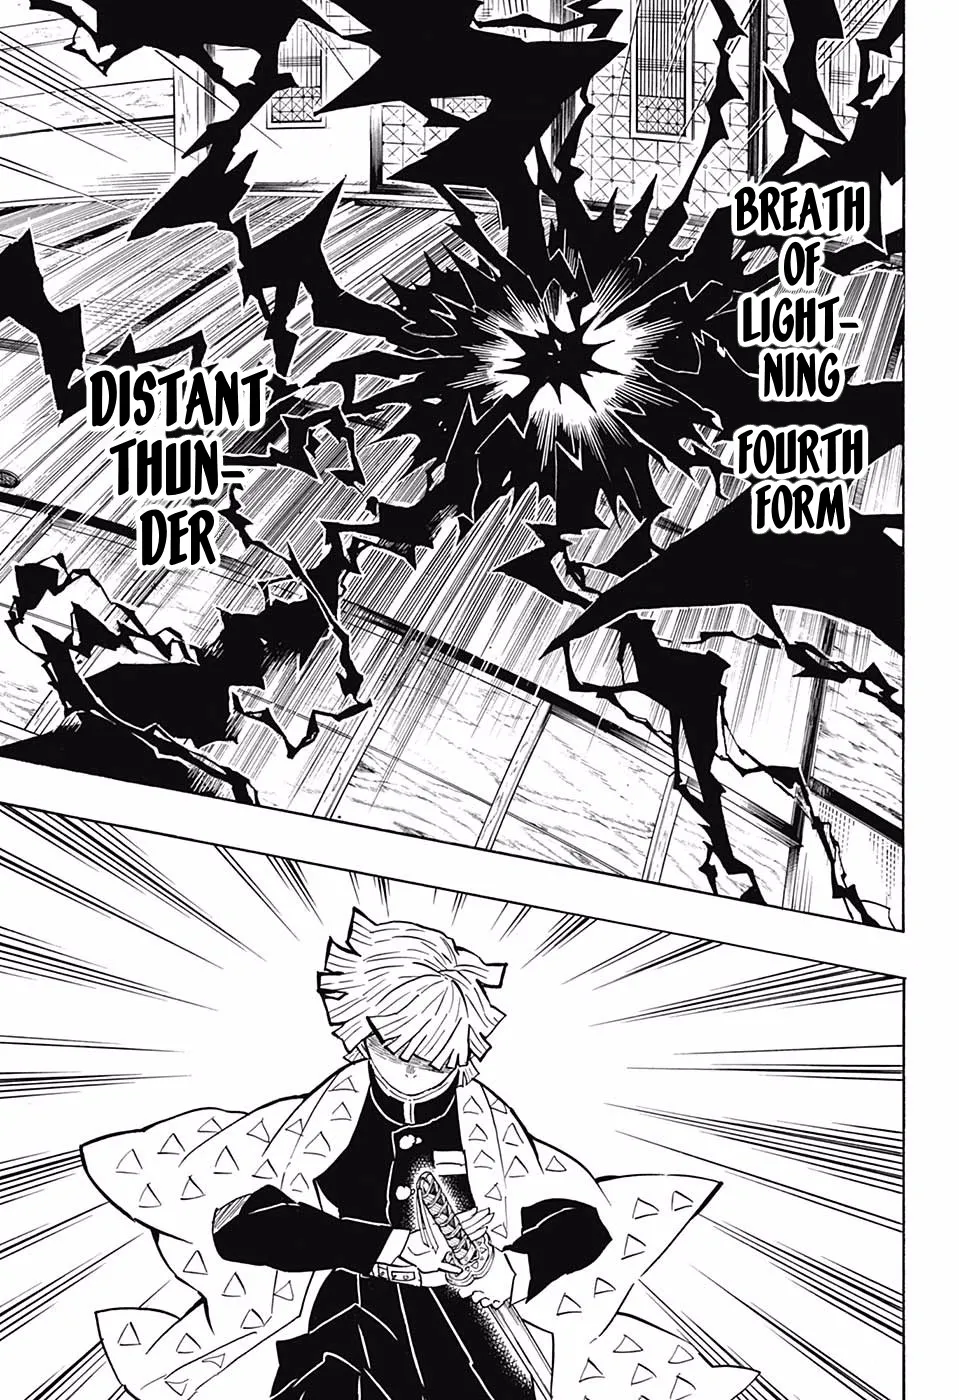 BREATH
OF
LIGHT-
NING
FOURTH
FORM
DISTANT
THUN-
DER